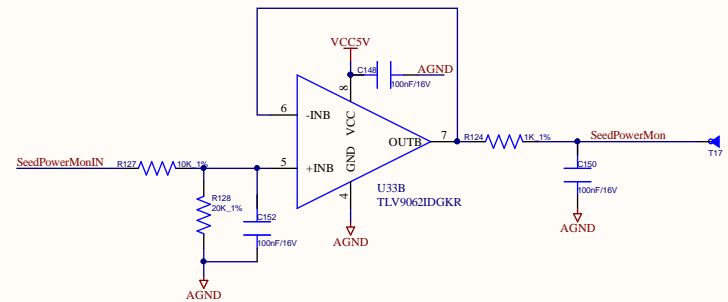 VCC5V
C148
AGND
100nF/16V
8
6
-INB
VCC
7
R124
1K_1%
SeedPowerMon
OUTB
T17
SeedPowerMonIN
R127
10K_1%
5
+INB
GND
C150
100nF/16V
R128
20K_1%
4
U33B
TLV9062IDGKR
C152
100nF/16V
AGND
AGND
AGND